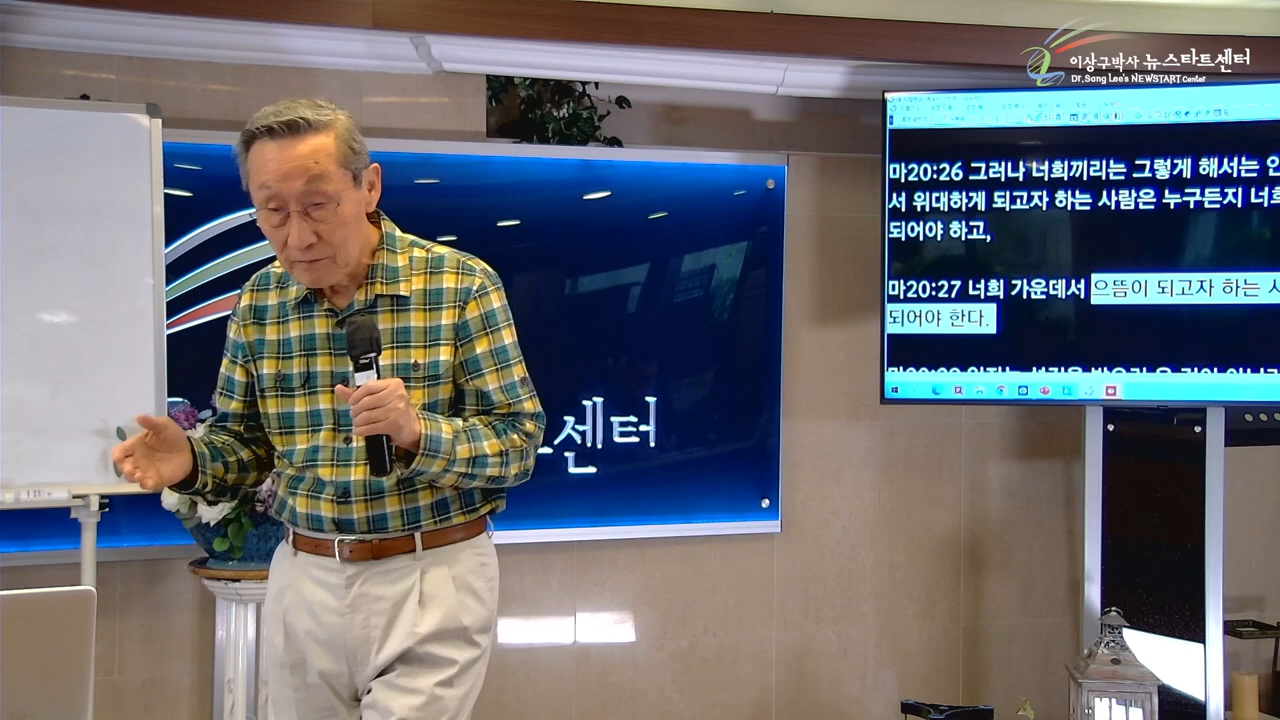 이상구박사 뉴스타트센터
Dr. Sang Lee's NEWSTART Center
마20:26 그러나 너희끼리는 그렇게 해서는
서 위대하게 되고자 하는 사람은 누구든지
되어야 하고,
마20:27 너희 가운데서 으뜸이 되고자 하는
되어야 한다.
센터